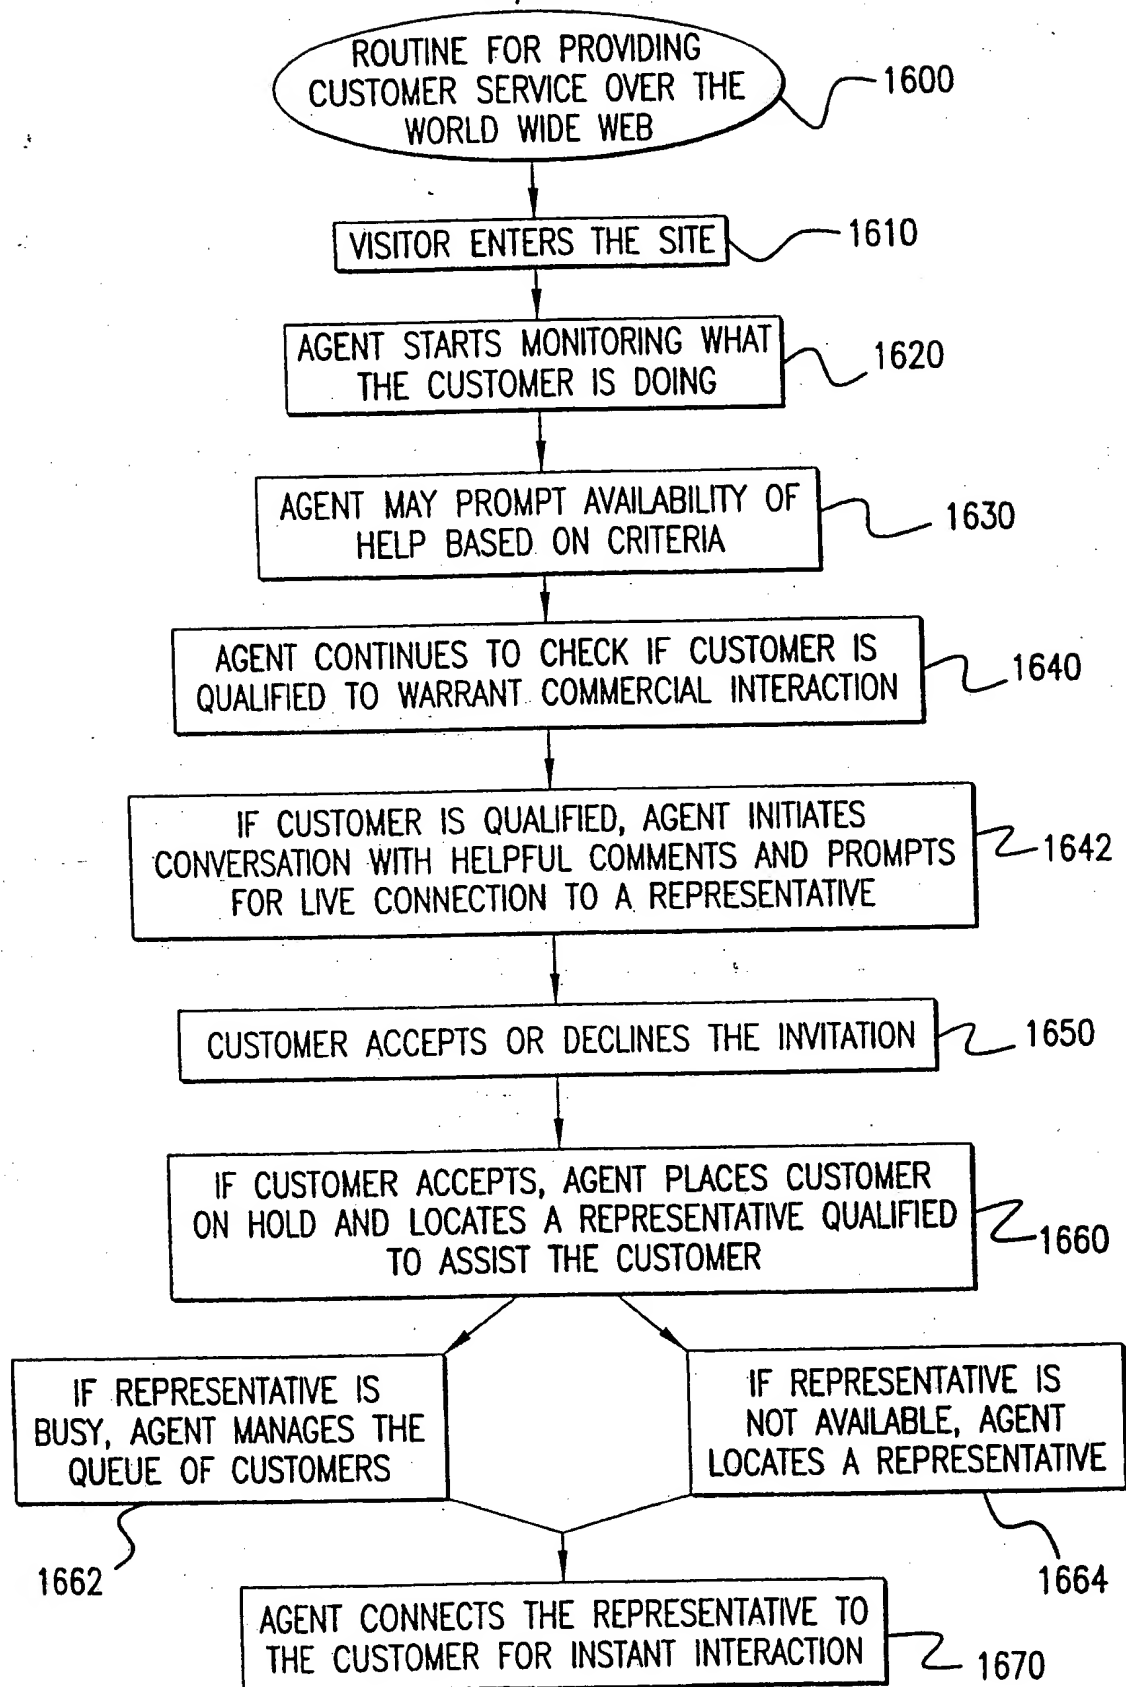 ROUTINE FOR PROVIDING
CUSTOMER SERVICE OVER THE
WORLD WIDE WEB
1600
VISITOR ENTERS THE SITE
1610
AGENT STARTS MONITORING WHAT
THE CUSTOMER IS DOING
1620
AGENT MAY PROMPT AVAILABILITY OF
HELP BASED ON CRITERIA
1630
AGENT CONTINUES TO CHECK IF CUSTOMER IS
QUALIFIED TO WARRANT COMMERCIAL INTERACTION
1640
IF CUSTOMER IS QUALIFIED, AGENT INITIATES
CONVERSATION WITH HELPFUL COMMENTS AND PROMPTS
FOR LIVE CONNECTION TO A REPRESENTATIVE
1642
CUSTOMER ACCEPTS OR DECLINES THE INVITATION
1650
IF CUSTOMER ACCEPTS, AGENT PLACES CUSTOMER
ON HOLD AND LOCATES A REPRESENTATIVE QUALIFIED
TO ASSIST THE CUSTOMER
1660
IF REPRESENTATIVE IS
BUSY, AGENT MANAGES THE
QUEUE OF CUSTOMERS
1662
IF REPRESENTATIVE IS
NOT AVAILABLE, AGENT
LOCATES A REPRESENTATIVE
1664
AGENT CONNECTS THE REPRESENTATIVE TO
THE CUSTOMER FOR INSTANT INTERACTION
1670